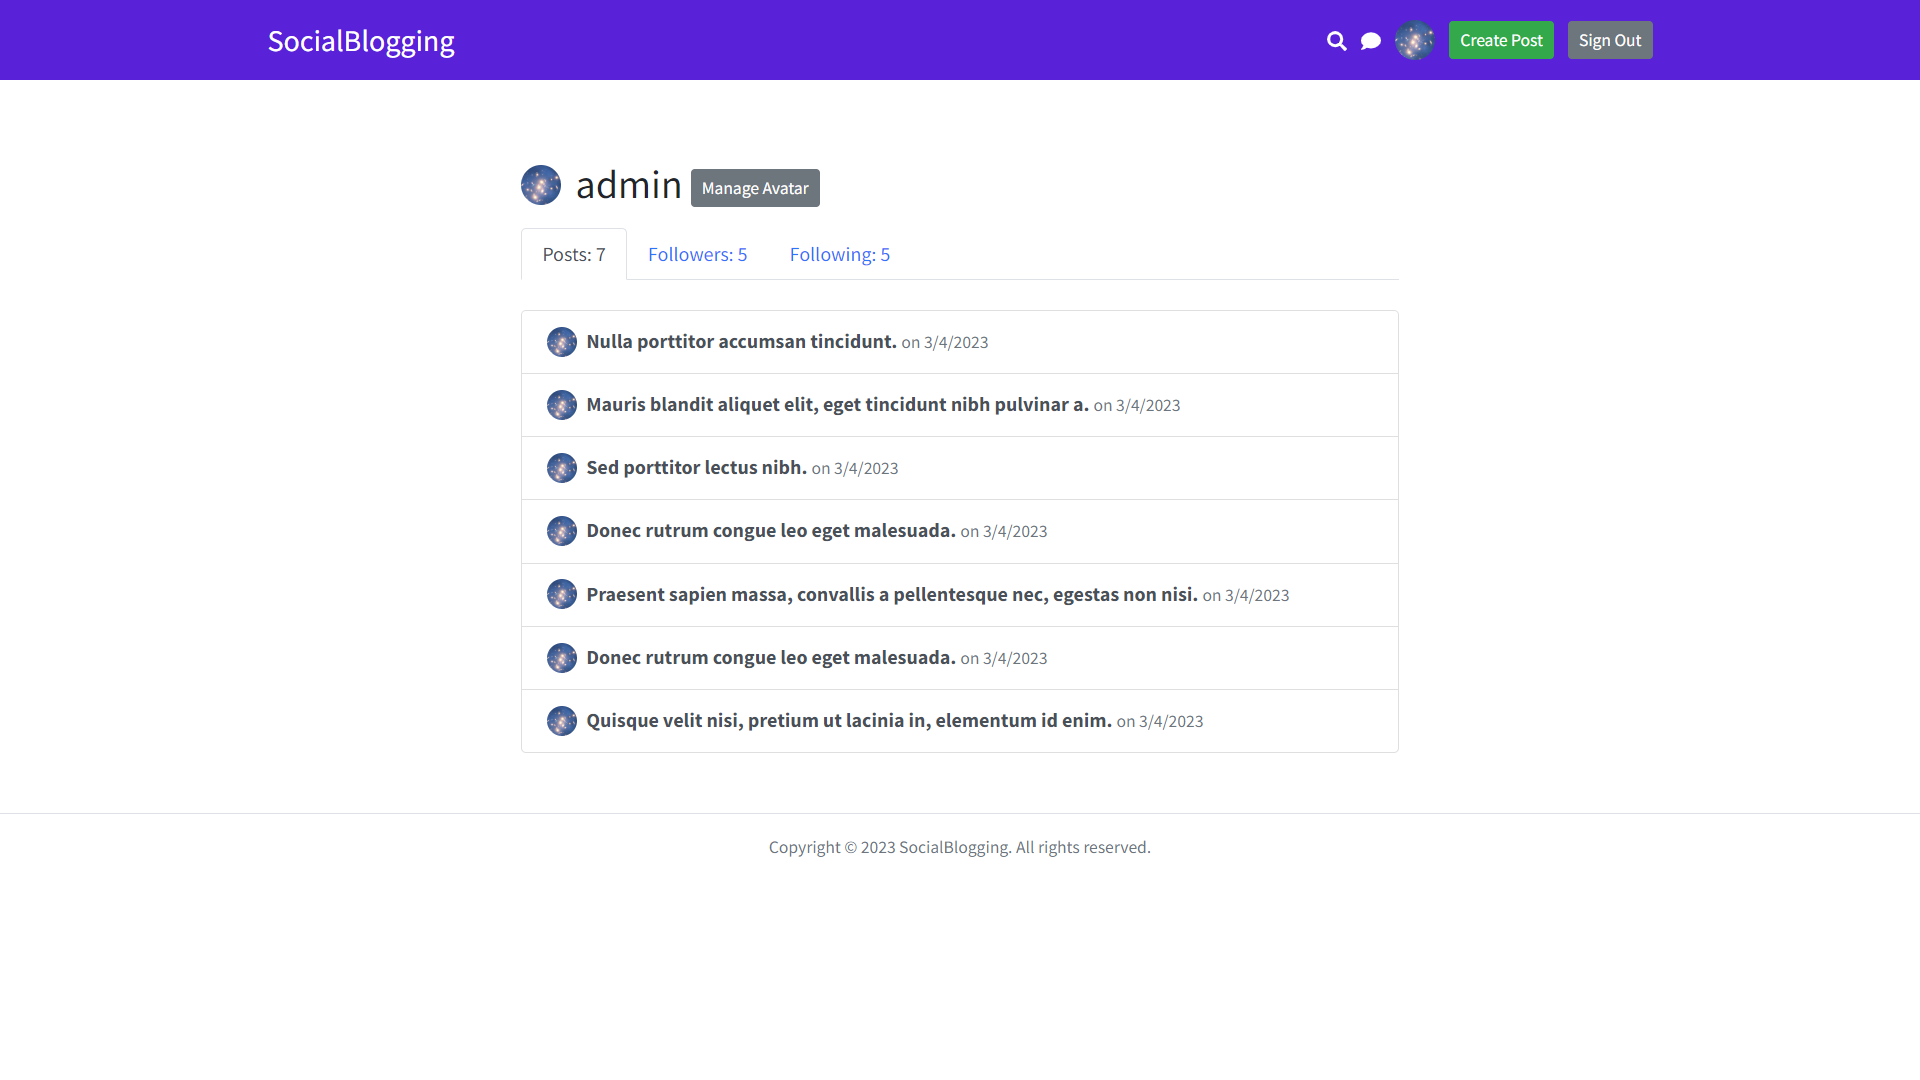 SocialBlogging
Create Post
Sign Out
admin
Manage Avatar
Posts: 7
Followers: 5
Following: 5
Nulla porttitor accumsan tincidunt. on 3/4/2023
Mauris blandit aliquet elit, eget tincidunt nibh pulvinar a. on 3/4/2023
Sed porttitor lectus nibh. on 3/4/2023
Donec rutrum congue leo eget malesuada. on 3/4/2023
Praesent sapien massa, convallis a pellentesque nec, egestas non nisi. on 3/4/2023
Donec rutrum congue leo eget malesuada. on 3/4/2023
Quisque velit nisi, pretium ut lacinia in, elementum id enim. on 3/4/2023
Copyright © 2023 SocialBlogging. All rights reserved.